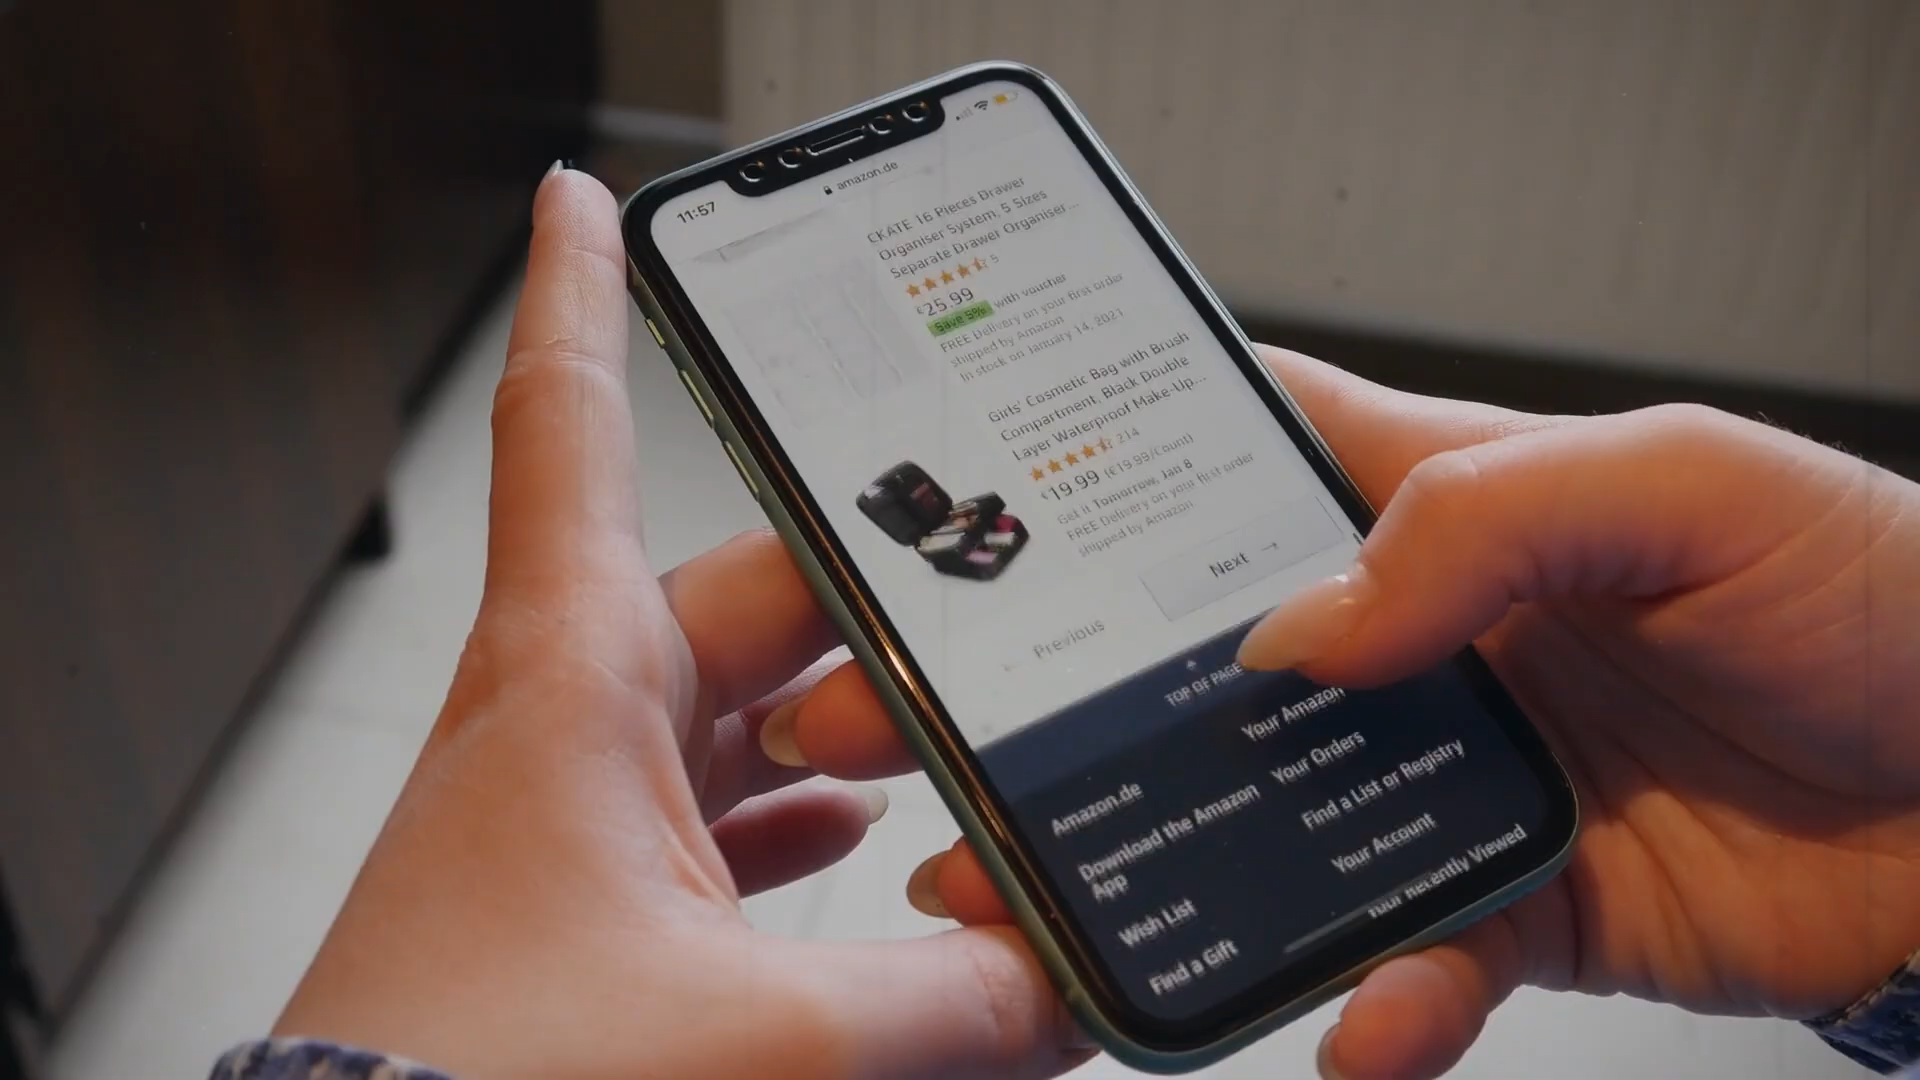 11:57
amazon.de
CKATE 16 Pieces Drawer
Organiser System, 5 Sizes
Separate Drawer Organiser...
5
€25.99
Save 5% with voucher
FREE Delivery on your first order
shipped by Amazon
In stock on January 14, 2021
Girls' Cosmetic Bag with Brush
Compartment, Black Double
Layer Waterproof Make-Up...
214
€19.99 (€19.99/count)
Get it Tomorrow, Jan 8
FREE Delivery on your first order
shipped by Amazon
← Previous
Next →
TOP OF PAGE
Amazon.de
Your Amazon
Download the Amazon
App
Your Orders
Wish List
Find a List or Registry
Find a Gift
Your Account
Your Recently Viewed